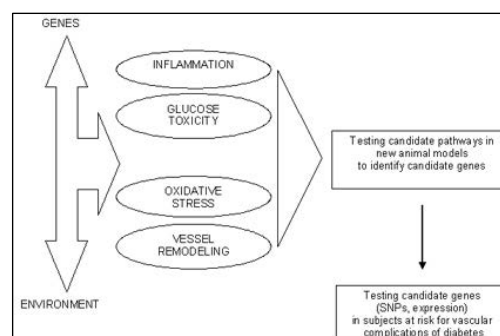 GENES
INFLAMMATION
GLUCOSE
TOXICITY
OXIDATIVE
STRESS
VESSEL
REMODELING
ENVIRONMENT
Testing candidate pathways in
new animal models
to identify candidate genes
Testing candidate genes
(SNPs, expression)
in subjects at risk for vascular
complications of diabetes